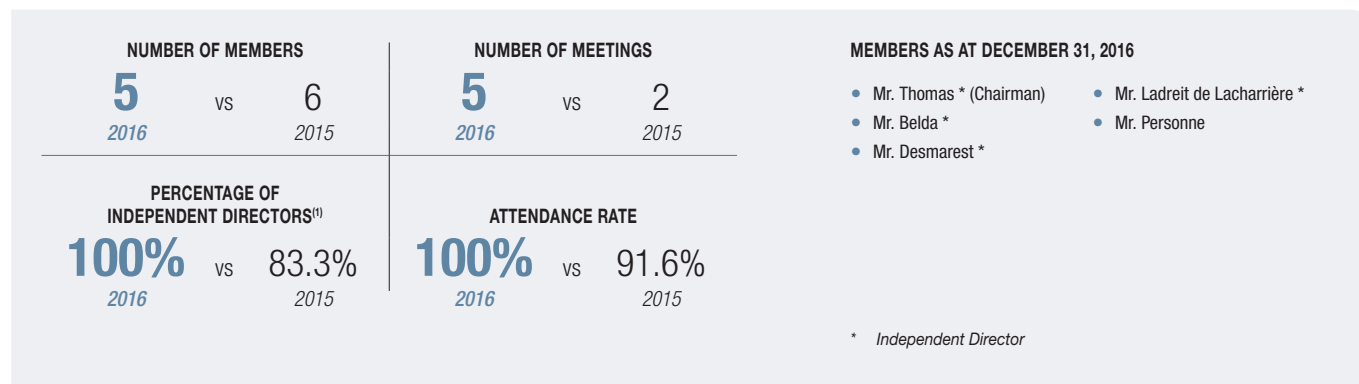 NUMBER OF MEMBERS
5 vs 6
2016 2015
NUMBER OF MEETINGS
5 vs 2
2016 2015
PERCENTAGE OF
INDEPENDENT DIRECTORS(1)
100% vs 83.3%
2016 2015
ATTENDANCE RATE
100% vs 91.6%
2016 2015
MEMBERS AS AT DECEMBER 31, 2016
• Mr. Thomas * (Chairman)
• Mr. Belda *
• Mr. Desmarest *
• Mr. Ladreit de Lacharrière *
• Mr. Personne
* Independent Director